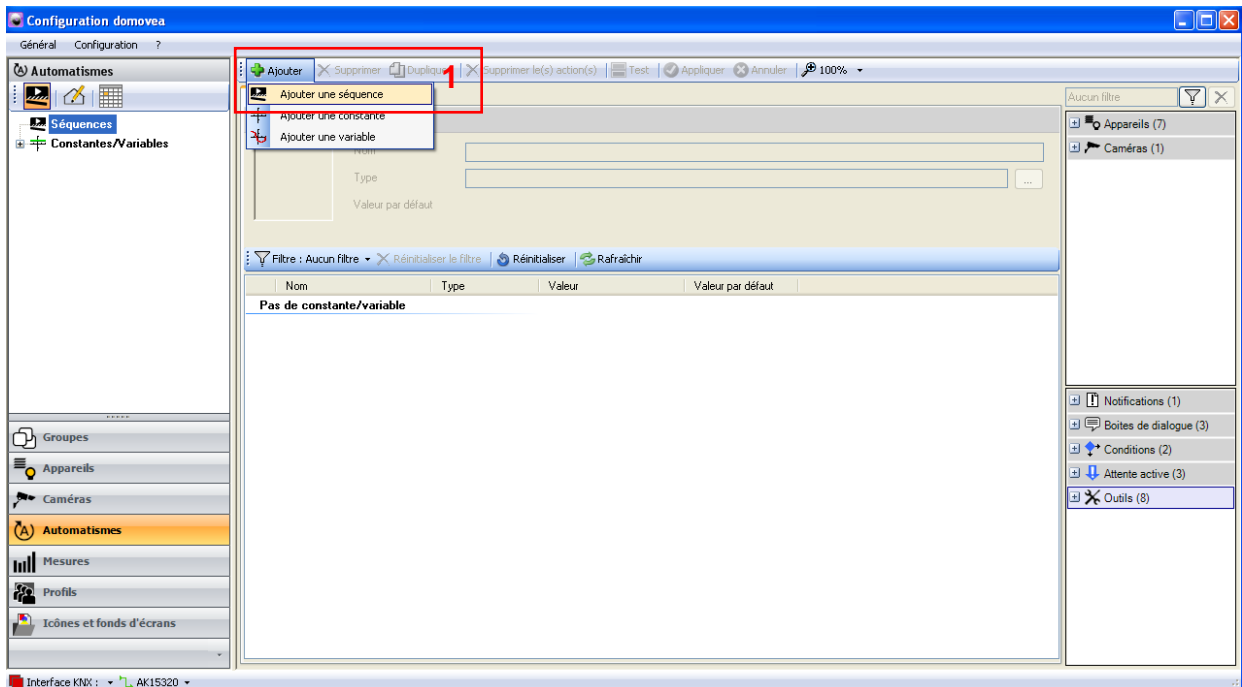 Configuration domovea
Général Configuration ?
Automatismes
Ajouter Supprimer Dupliquer Supprimer le(s) action(s) Test Appliquer Annuler 100%
1
Ajouter une séquence
Ajouter une constante
Ajouter une variable
Séquences
Constantes/Variables
Nom
Type
...
Valeur par défaut
Filtre : Aucun filtre Réinitialiser le filtre Réinitialiser Rafraîchir
Nom Type Valeur Valeur par défaut
Pas de constante/variable
Aucun filtre
Appareils (7)
Caméras (1)
Notifications (1)
Boites de dialogue (3)
Conditions (2)
Attente active (3)
Outils (8)
Groupes
Appareils
Caméras
Automatismes
Mesures
Profils
Icônes et fonds d'écrans
Interface KNX : AK15320